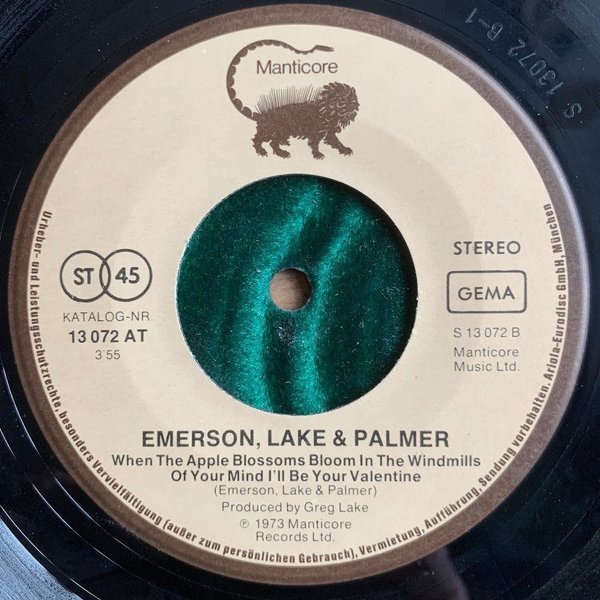 Manticore
S 13072 B-1
ST 45
KATALOG-NR.
13 072 AT
3'55
STEREO
GEMA
S 13 072 B
Manticore
Music Ltd.
EMERSON, LAKE & PALMER
When The Apple Blossoms Bloom In The Windmills
Of Your Mind I'll Be Your Valentine
(Emerson, Lake & Palmer)
Produced by Greg Lake
℗ 1973 Manticore
Records Ltd.
Urheber- und Leistungsschutzrechte, besonders Vervielfältigung (außer zum persönlichen Gebrauch), Vermietung, Aufführung, Sendung vorbehalten. Ariola-Eurodisc GmbH, München